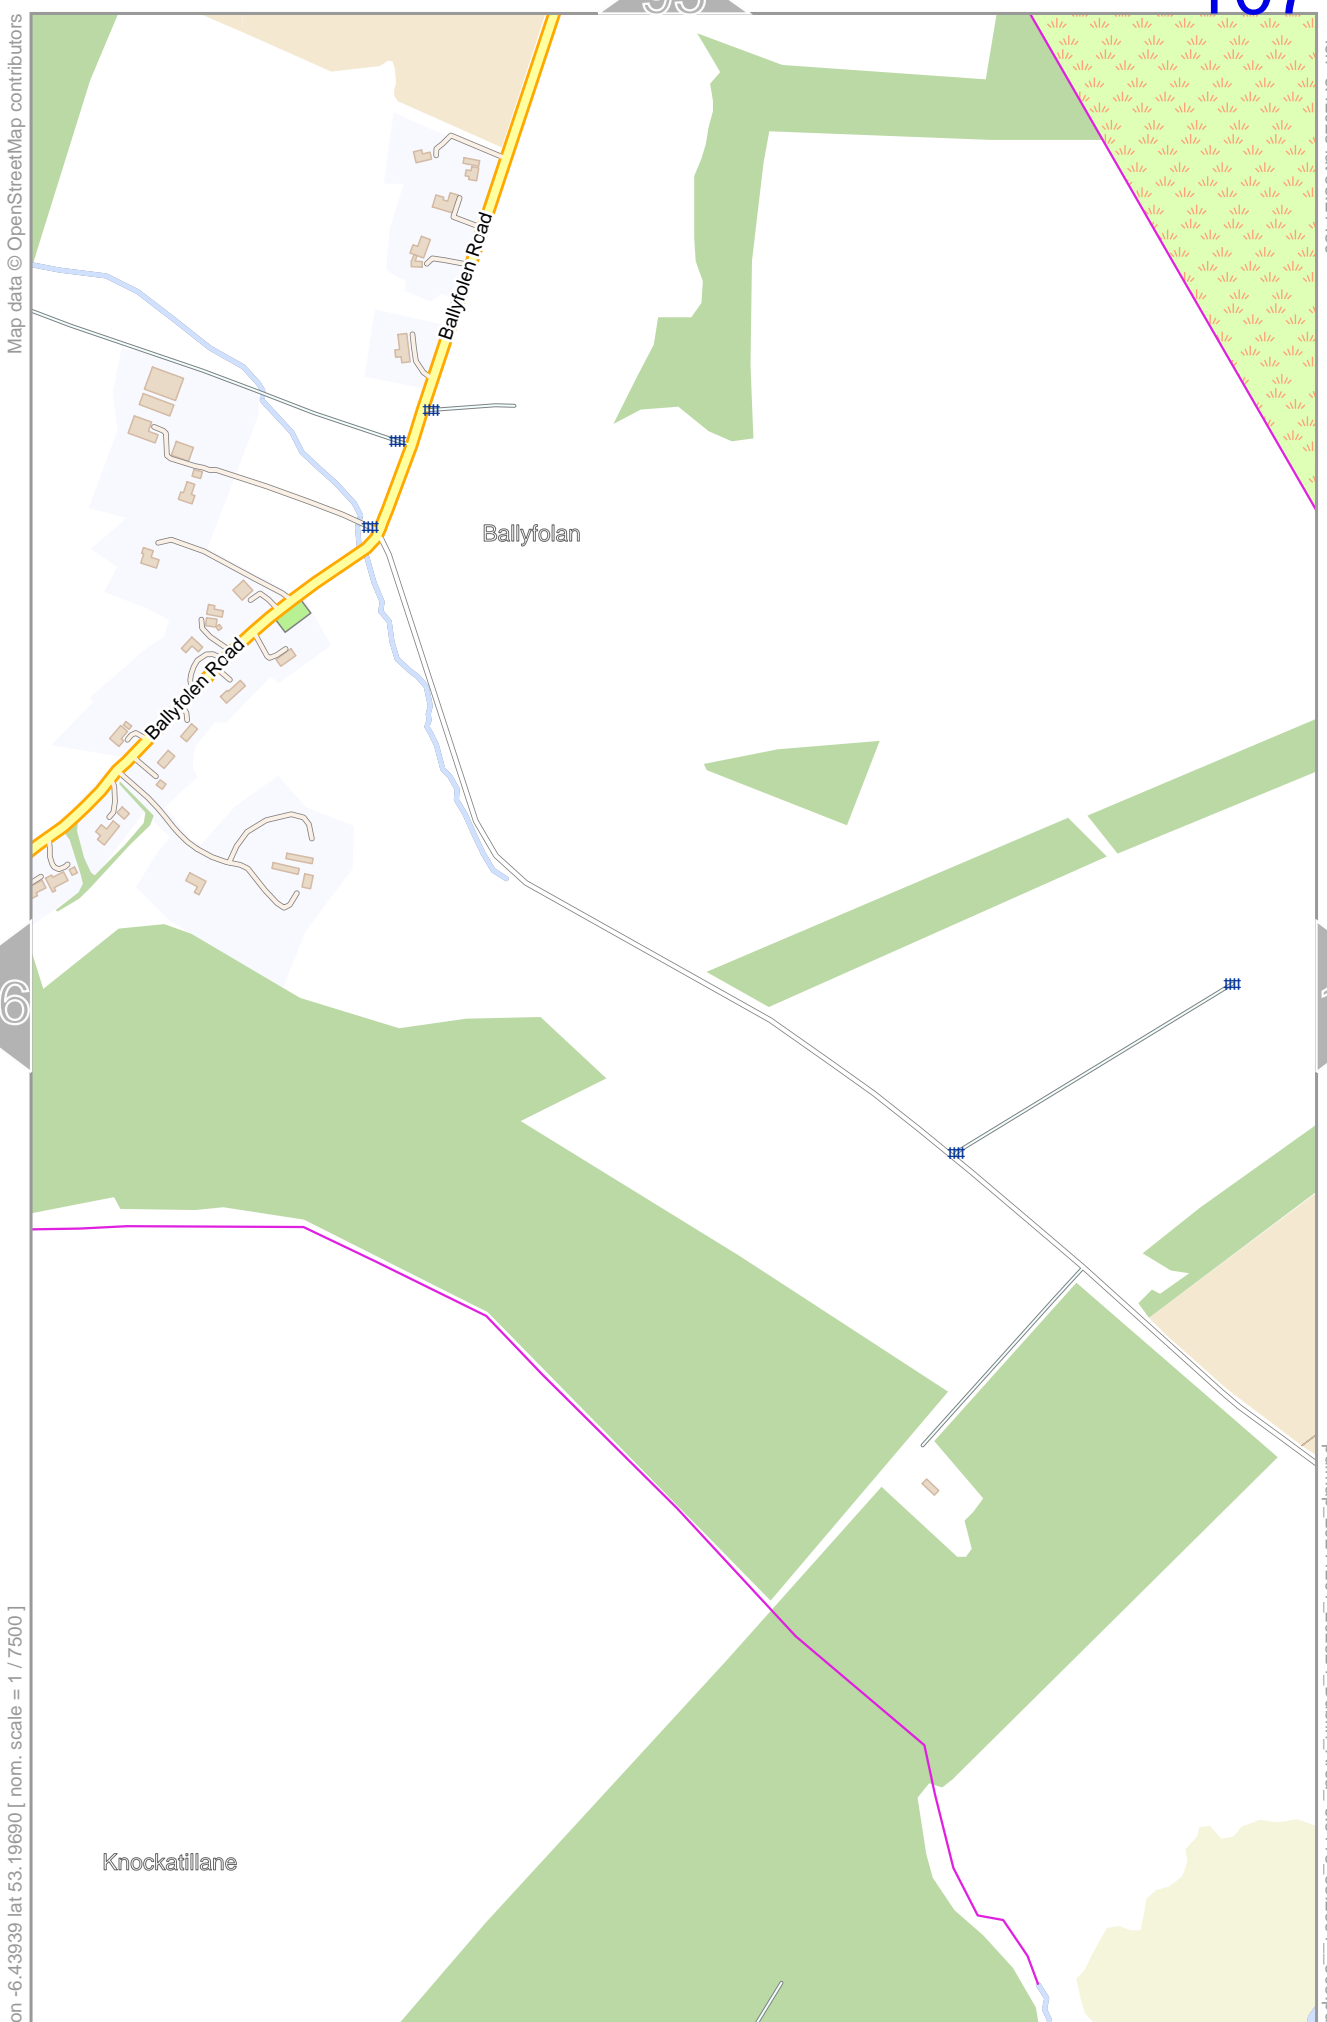 Map data © OpenStreetMap contributors
Ballyfolen Road
Ballyfolan
Ballyfolen Road
6
Knockatillane
on -6.43939 lat 53.19690 [ nom. scale = 1 / 7500 ]